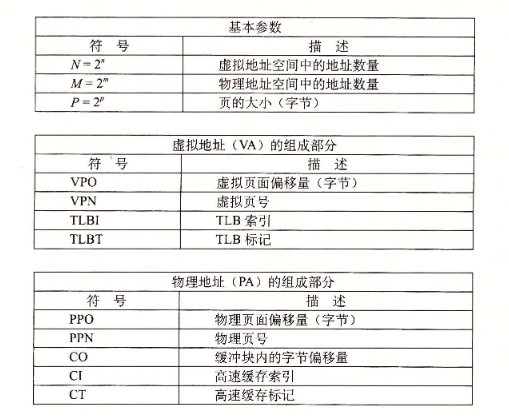 基本参数
符 号 描 述
N = 2ⁿ 虚拟地址空间中的地址数量
M = 2ᵐ 物理地址空间中的地址数量
P = 2ᵖ 页的大小（字节）
虚拟地址（VA）的组成部分
符 号 描 述
VPO 虚拟页面偏移量（字节）
VPN 虚拟页号
TLBI TLB 索引
TLBT TLB 标记
物理地址（PA）的组成部分
符 号 描 述
PPO 物理页面偏移量（字节）
PPN 物理页号
CO 缓冲块内的字节偏移量
CI 高速缓存索引
CT 高速缓存标记